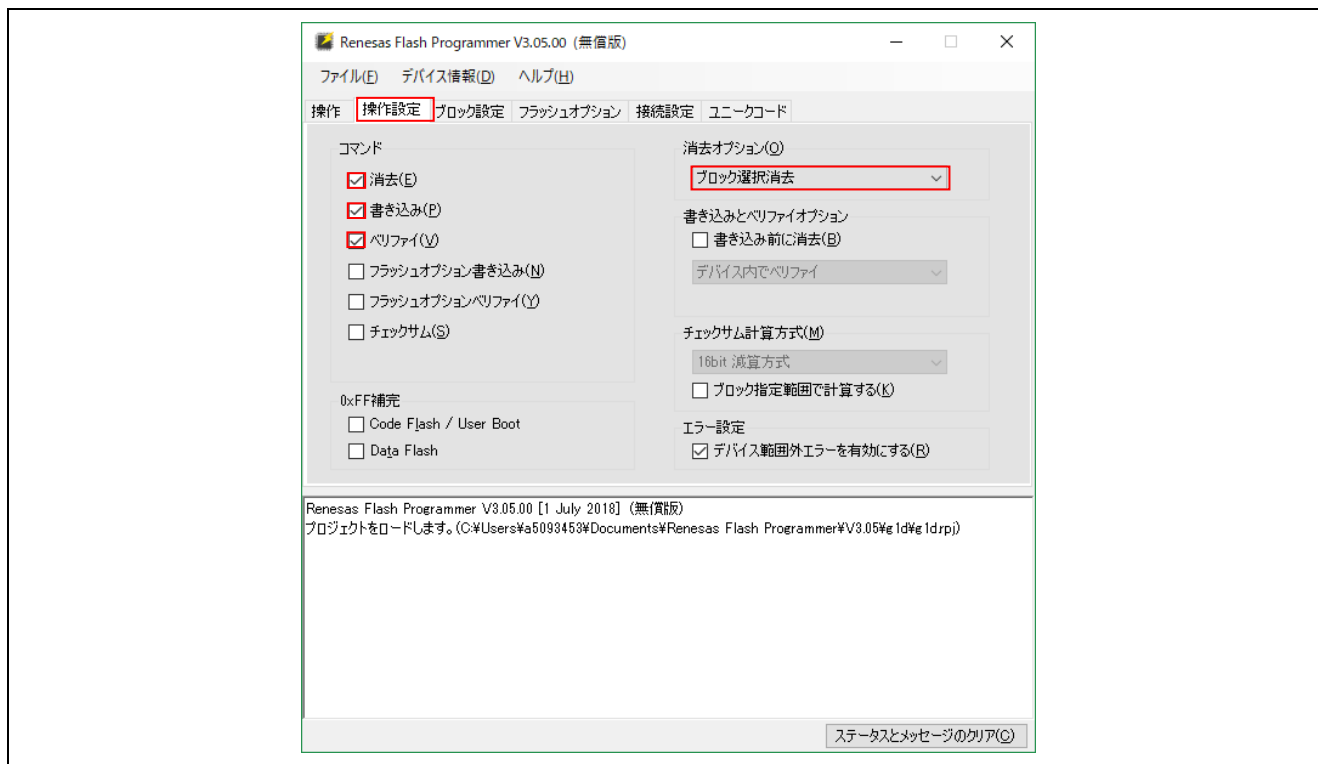 Renesas Flash Programmer V3.05.00 (無償版)
ファイル(F) デバイス情報(D) ヘルプ(H)
操作 操作設定 ブロック設定 フラッシュオプション 接続設定 ユニークコード
コマンド
消去(E)
書き込み(P)
ベリファイ(V)
フラッシュオプション書き込み(N)
フラッシュオプションベリファイ(Y)
チェックサム(S)
0xFF補完
Code Flash / User Boot
Data Flash
消去オプション(O)
ブロック選択消去
書き込みとベリファイオプション
書き込み前に消去(B)
デバイス内でベリファイ
チェックサム計算方式(M)
16bit 減算方式
ブロック指定範囲で計算する(K)
エラー設定
デバイス範囲外エラーを有効にする(R)
Renesas Flash Programmer V3.05.00 [1 July 2018] (無償版)
プロジェクトをロードします。(C:¥Users¥a5093453¥Documents¥Renesas Flash Programmer¥V3.05¥g1d¥g1d.rpj)
ステータスとメッセージのクリア(C)